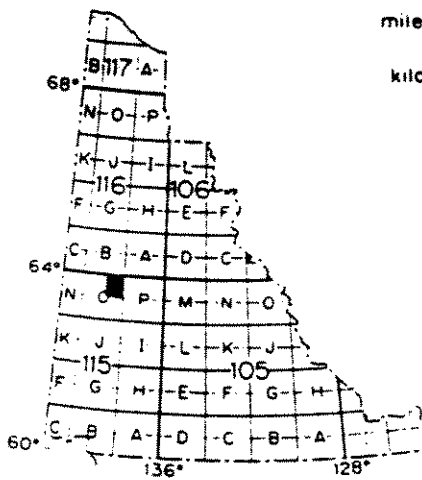 mile
B 117 A
68°
kilo
N O P
K J I L
116 106
F G H E F
C B A D C
64°
N O P M N O
K J I L K J
115 105
F G H E F G H
60°
C B A D C B A
136° 128°